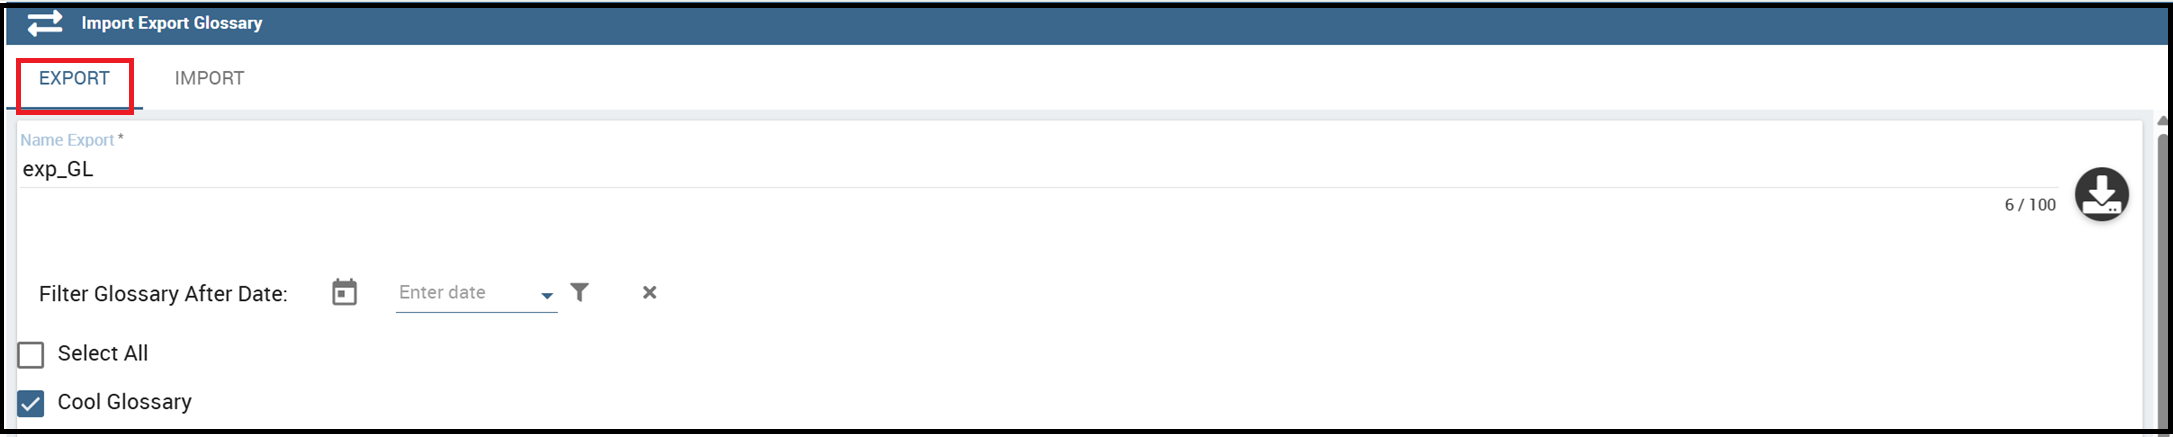 Import Export Glossary
EXPORT IMPORT
Name Export *
exp_GL
6 / 100
Filter Glossary After Date: Enter date
Select All
Cool Glossary